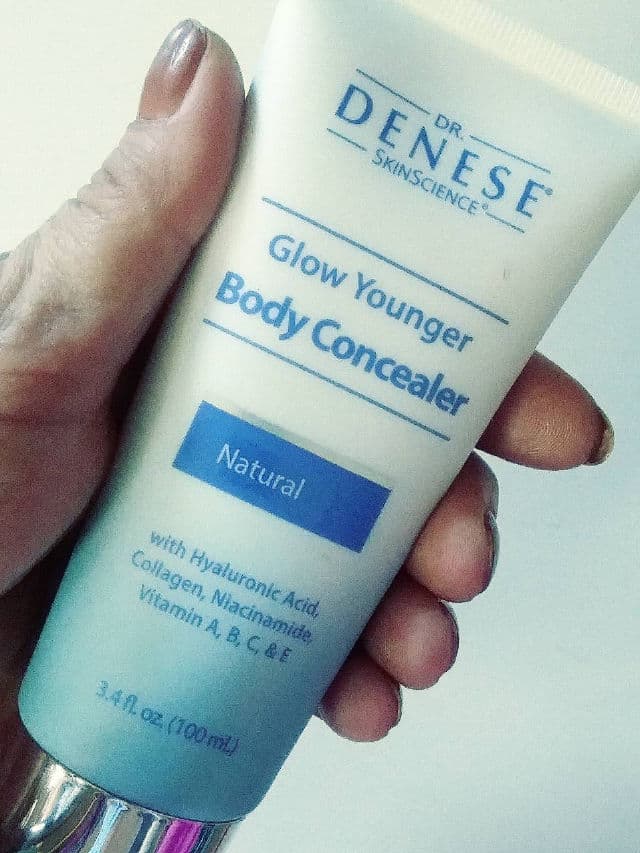 DR.
DENESE®
SKINSCIENCE®
Glow Younger
Body Concealer
Natural
with Hyaluronic Acid,
Collagen, Niacinamide,
Vitamin A, B, C, & E
3.4 fl. oz. (100 mL)